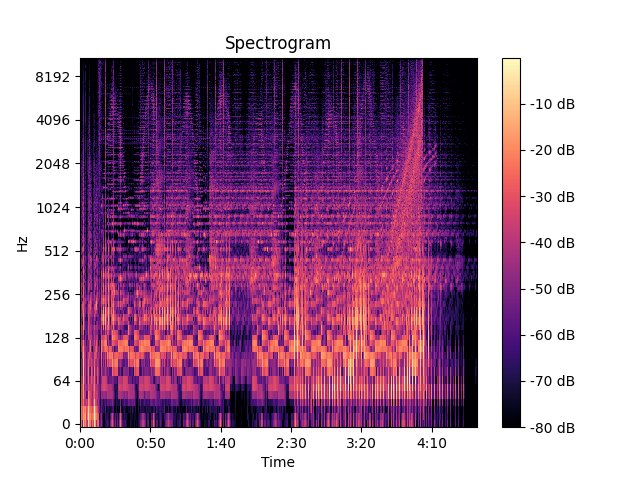 Spectrogram
Hz
8192
4096
2048
1024
512
256
128
64
0
0:00
0:50
1:40
2:30
3:20
4:10
Time
-10 dB
-20 dB
-30 dB
-40 dB
-50 dB
-60 dB
-70 dB
-80 dB